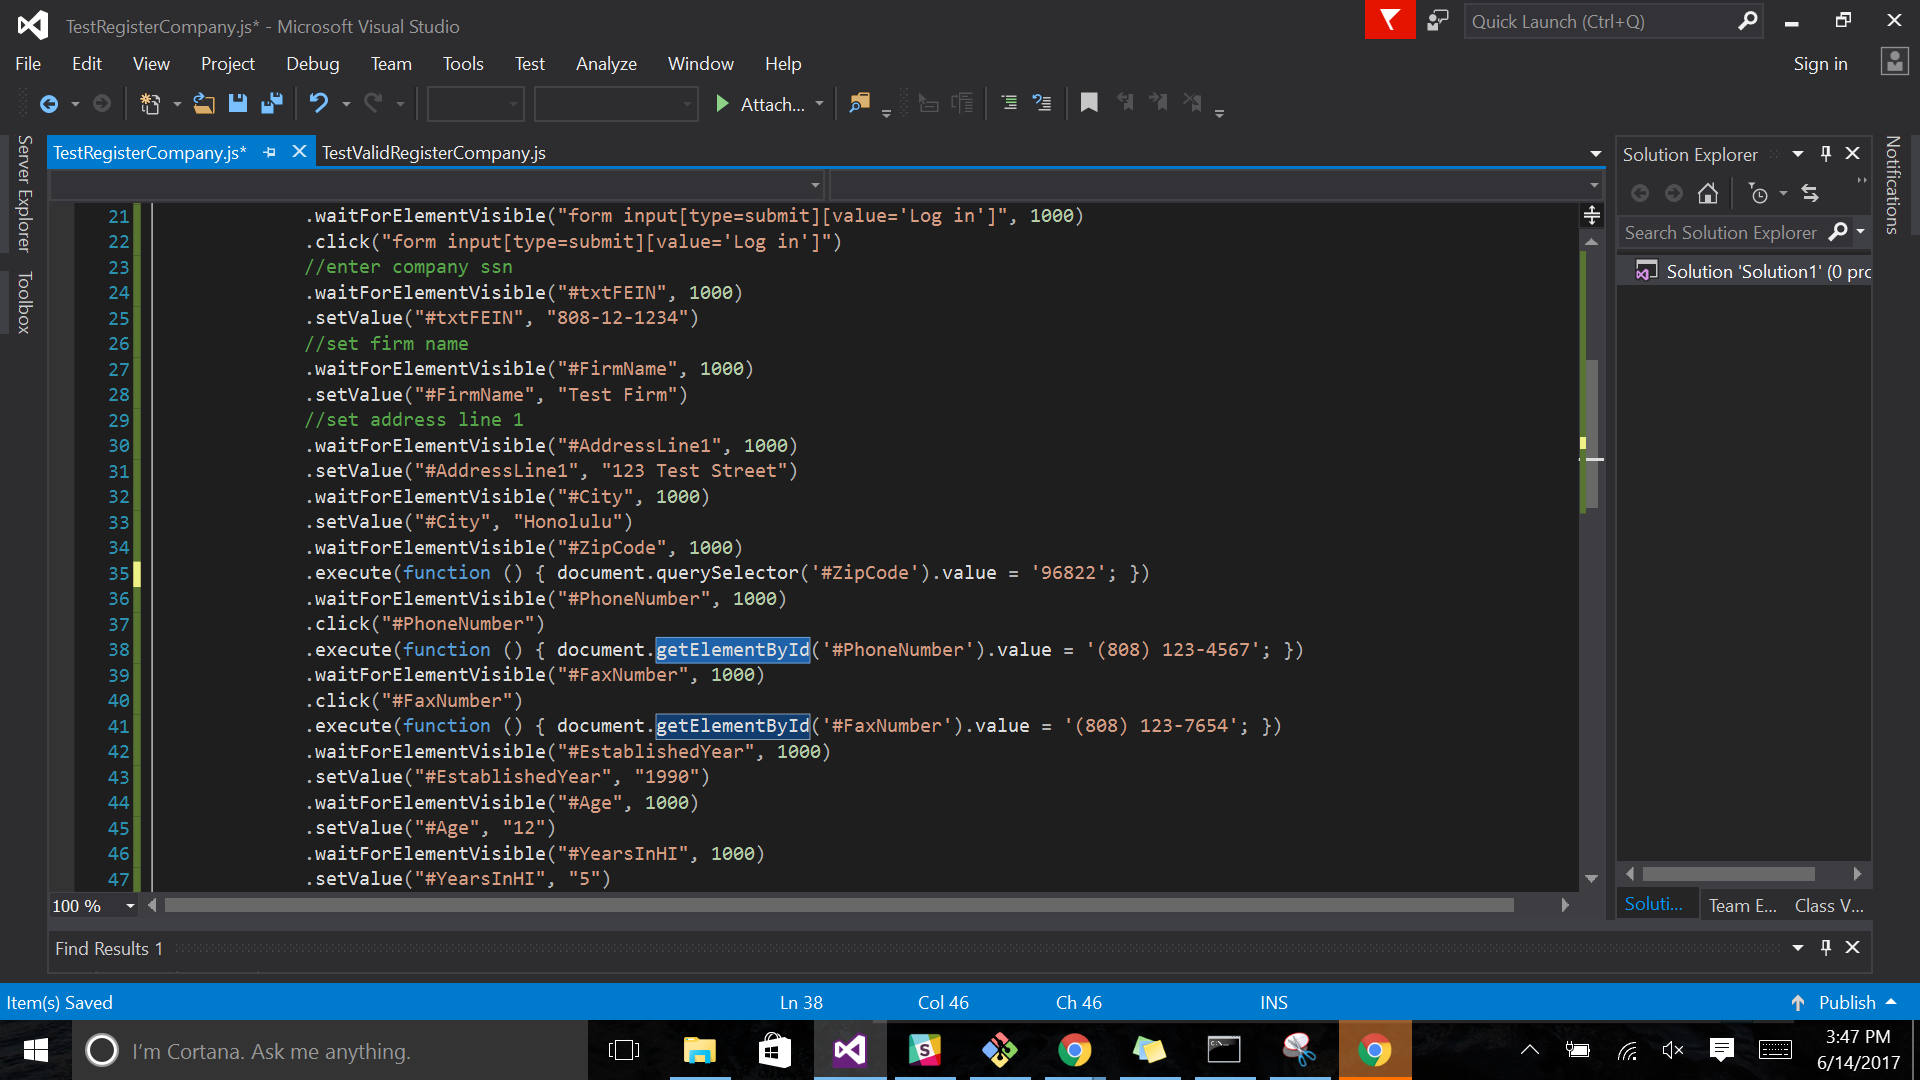 TestRegisterCompany.js* - Microsoft Visual Studio
Quick Launch (Ctrl+Q)
File Edit View Project Debug Team Tools Test Analyze Window Help
Sign in
Attach...
Server Explorer
Toolbox
TestRegisterCompany.js*
TestValidRegisterCompany.js
21 .waitForElementVisible("form input[type=submit][value='Log in']", 1000)
22 .click("form input[type=submit][value='Log in']")
23 //enter company ssn
24 .waitForElementVisible("#txtFEIN", 1000)
25 .setValue("#txtFEIN", "808-12-1234")
26 //set firm name
27 .waitForElementVisible("#FirmName", 1000)
28 .setValue("#FirmName", "Test Firm")
29 //set address line 1
30 .waitForElementVisible("#AddressLine1", 1000)
31 .setValue("#AddressLine1", "123 Test Street")
32 .waitForElementVisible("#City", 1000)
33 .setValue("#City", "Honolulu")
34 .waitForElementVisible("#ZipCode", 1000)
35 .execute(function () { document.querySelector('#ZipCode').value = '96822'; })
36 .waitForElementVisible("#PhoneNumber", 1000)
37 .click("#PhoneNumber")
38 .execute(function () { document.getElementById('#PhoneNumber').value = '(808) 123-4567'; })
39 .waitForElementVisible("#FaxNumber", 1000)
40 .click("#FaxNumber")
41 .execute(function () { document.getElementById('#FaxNumber').value = '(808) 123-7654'; })
42 .waitForElementVisible("#EstablishedYear", 1000)
43 .setValue("#EstablishedYear", "1990")
44 .waitForElementVisible("#Age", 1000)
45 .setValue("#Age", "12")
46 .waitForElementVisible("#YearsInHI", 1000)
47 .setValue("#YearsInHI", "5")
100 %
Solution Explorer
Search Solution Explorer
Solution 'Solution1' (0 prc
Soluti... Team E... Class V...
Notifications
Find Results 1
Item(s) Saved Ln 38 Col 46 Ch 46 INS Publish
I'm Cortana. Ask me anything.
S
3:47 PM
6/14/2017